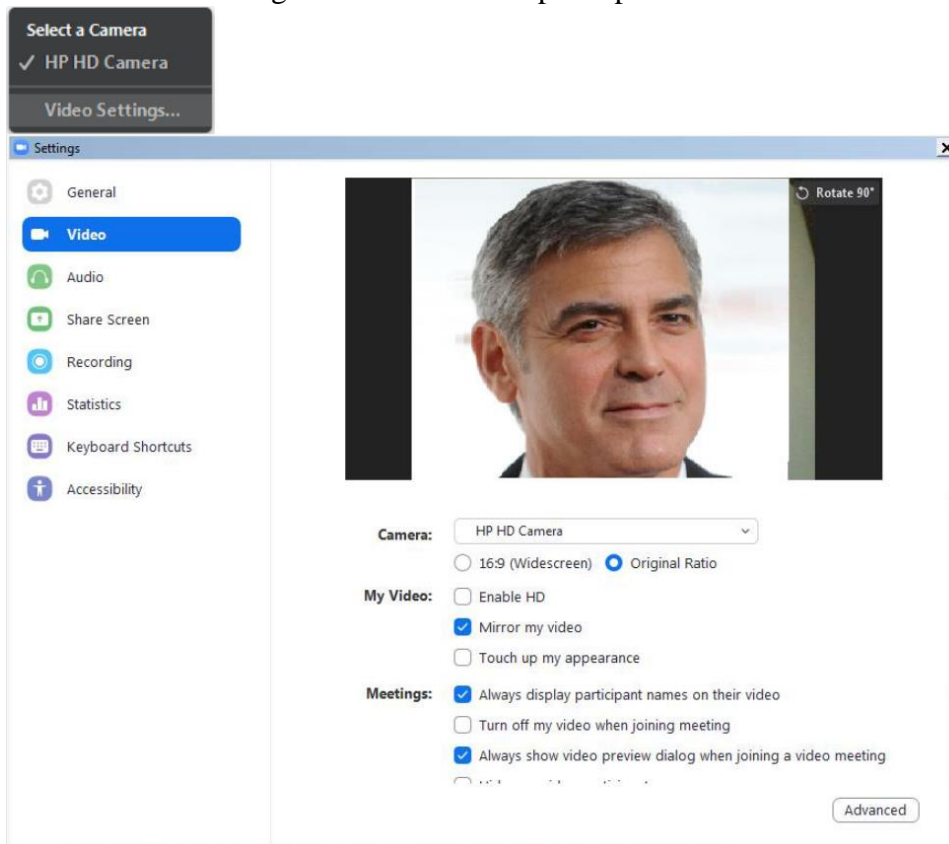 Select a Camera
✓ HP HD Camera
Video Settings...
Settings
General
Video
Audio
Share Screen
Recording
Statistics
Keyboard Shortcuts
Accessibility
Rotate 90°
Camera: HP HD Camera
16:9 (Widescreen) Original Ratio
My Video: Enable HD
Mirror my video
Touch up my appearance
Meetings: Always display participant names on their video
Turn off my video when joining meeting
Always show video preview dialog when joining a video meeting
Advanced